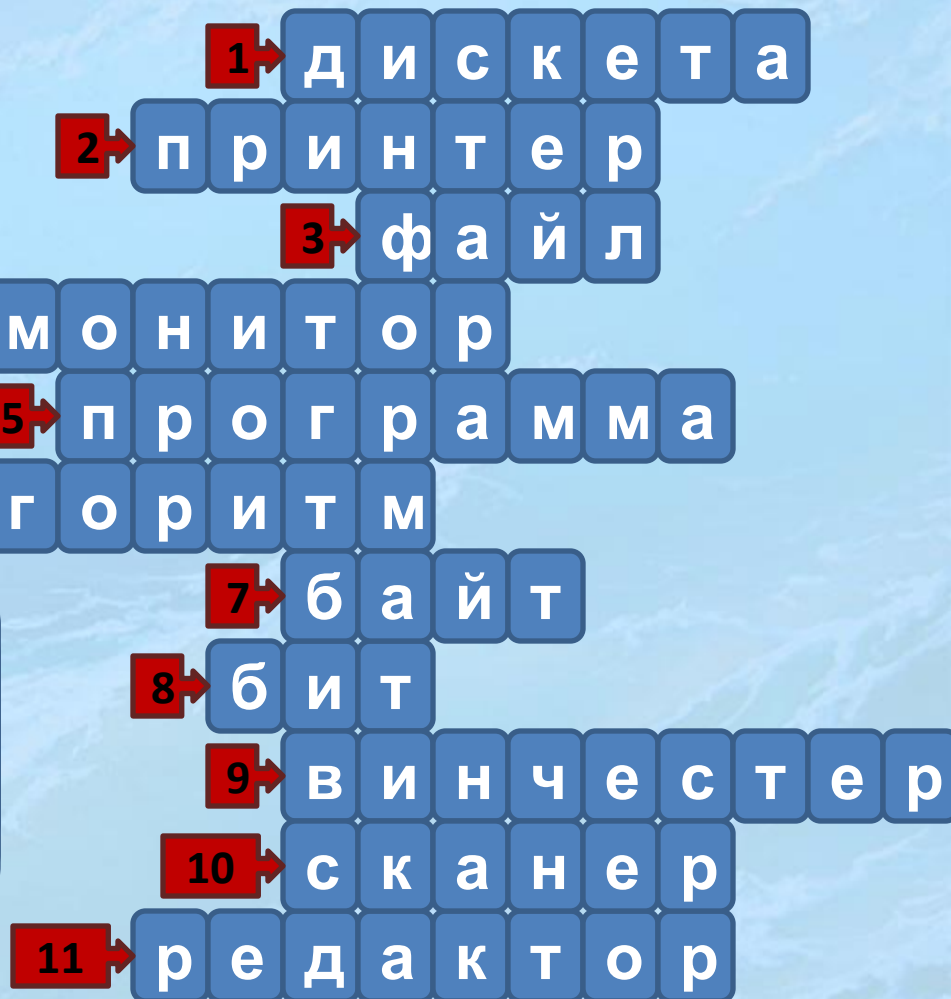 1 дискета
2 принтер
3 файл
монитор
5 программа
горитм
7 байт
8 бит
9 винчестер
10 сканер
11 редактор